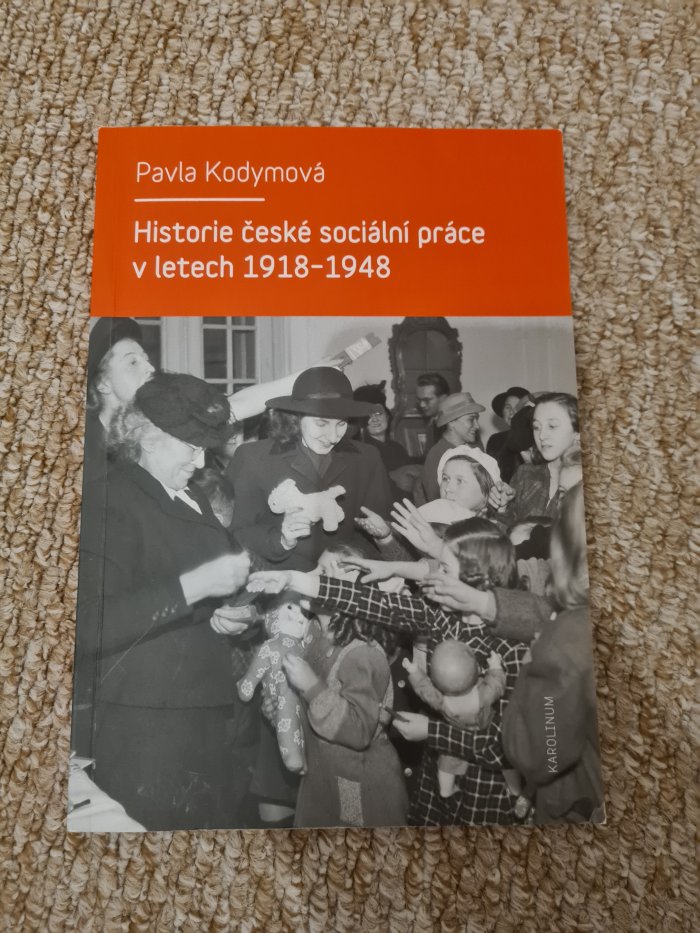 Pavla Kodymová
Historie české sociální práce
v letech 1918–1948
KAROLINUM